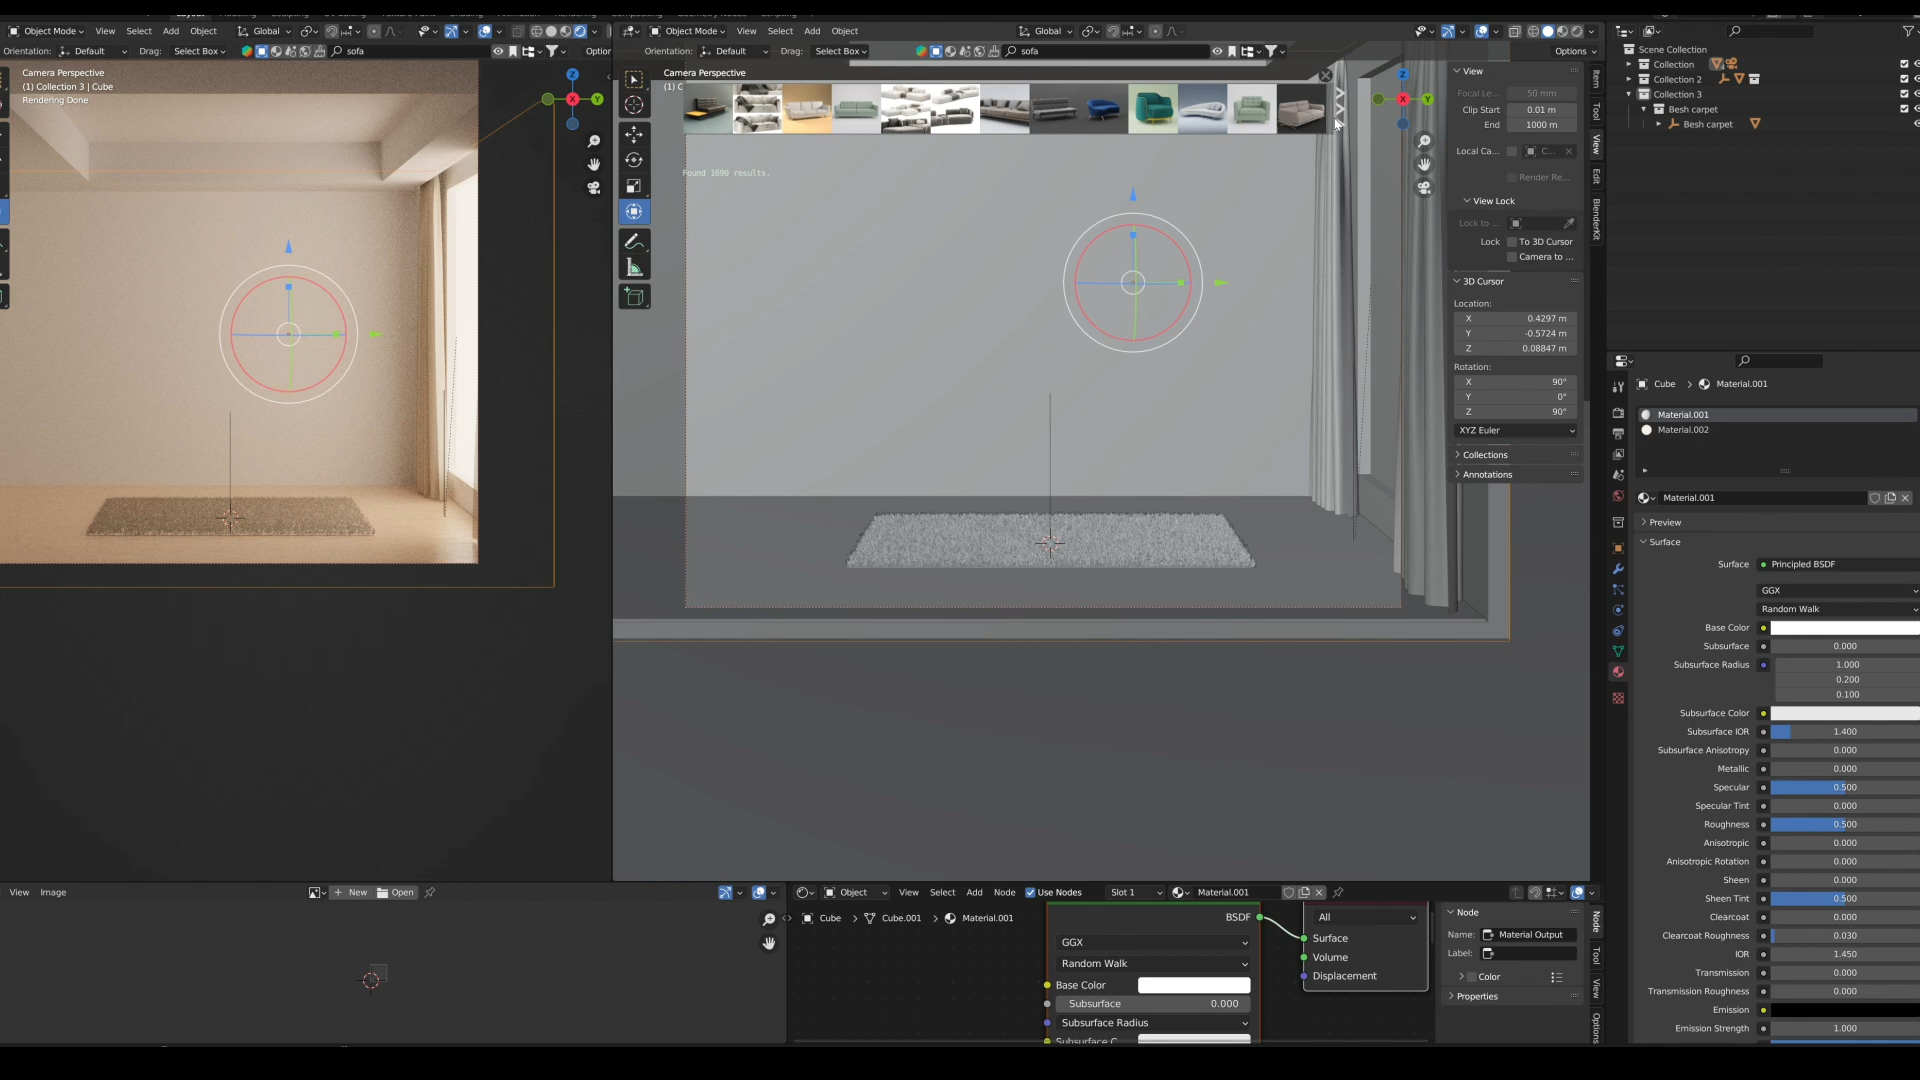 Object Mode View Select Add Object Global
Object Mode View Select Add Object Global
Orientation: Default Drag: Select Box sofa
Orientation: Default Drag: Select Box sofa Options
Camera Perspective
(1) Collection 3 | Cube
Rendering Done
Camera Perspective
(1) C
Found 1690 results.
View
50 mm
Clip Start 0.01 m
End 1000 m
Local Ca... C...
Render Re...
View Lock
Lock to ...
Lock To 3D Cursor
Camera to ...
3D Cursor
Location:
X 0.4297 m
Y -0.5724 m
Z 0.08847 m
Rotation:
X 90°
Y 0°
Z 90°
XYZ Euler
Collections
Annotations
Item
Tool
View
Edit
BlenderKit
Scene Collection
Collection
Collection 2
Collection 3
Besh carpet
Besh carpet
Cube > Material.001
Material.001
Material.002
Material.001
Preview
Surface
Surface Principled BSDF
GGX
Random Walk
Base Color
Subsurface 0.000
Subsurface Radius 1.000
0.200
0.100
Subsurface Color
Subsurface IOR 1.400
Subsurface Anisotropy 0.000
Metallic 0.000
Specular 0.500
Specular Tint 0.000
Roughness 0.500
Anisotropic 0.000
Anisotropic Rotation 0.000
Sheen 0.000
Sheen Tint 0.500
Clearcoat 0.000
Clearcoat Roughness 0.030
IOR 1.450
Transmission 0.000
Transmission Roughness 0.000
Emission
Emission Strength 1.000
View Image New Open
Object View Select Add Node Use Nodes Slot 1 Material.001
Cube > Cube.001 > Material.001
BSDF
GGX
Random Walk
Base Color
Subsurface 0.000
Subsurface Radius
All
Surface
Volume
Displacement
Node
Name: Material Output
Label:
Color
Properties
Node
Tool
View
Options